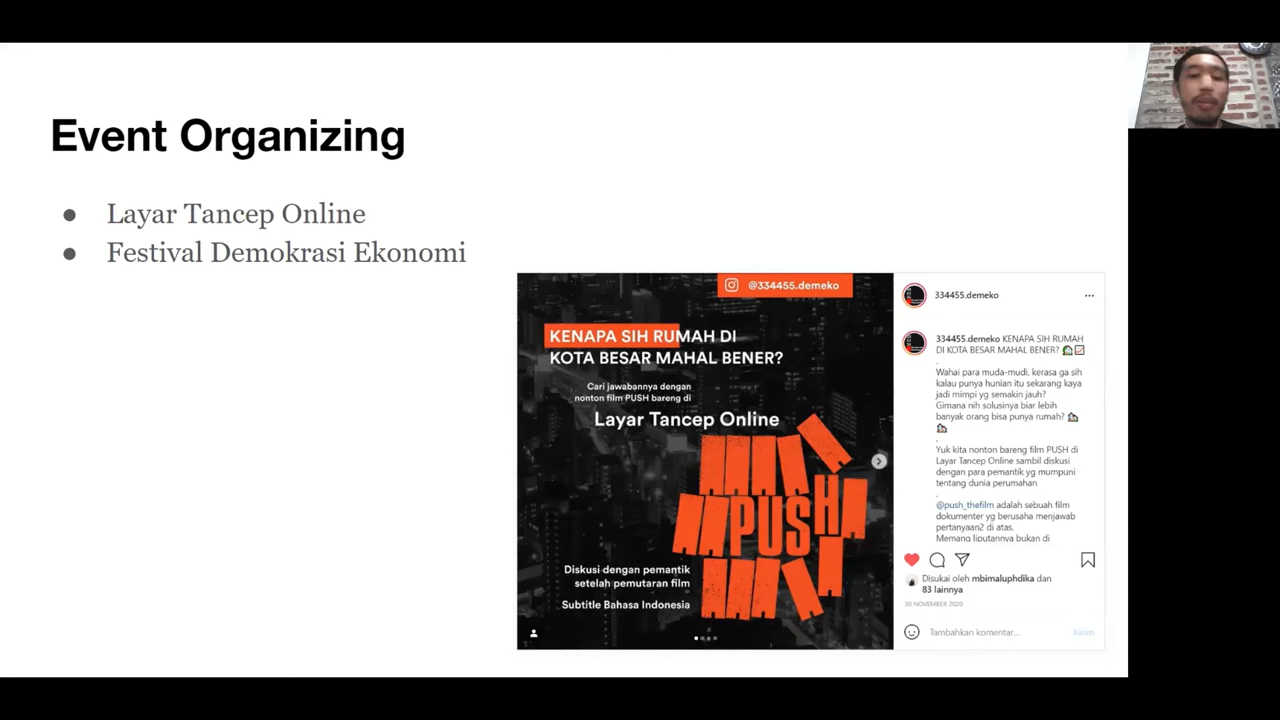 Event Organizing
● Layar Tancep Online
● Festival Demokrasi Ekonomi
@334455.demeko
KENAPA SIH RUMAH DI
KOTA BESAR MAHAL BENER?
Cari jawabannya dengan
nonton film PUSH bareng di
Layar Tancep Online
PUSH
Diskusi dengan pemantik
setelah pemutaran film
Subtitle Bahasa Indonesia
334455.demeko
334455.demeko KENAPA SIH RUMAH
DI KOTA BESAR MAHAL BENER? 🏡📈
.
Wahai para muda-mudi, kerasa ga sih
kalau punya hunian itu sekarang kaya
jadi mimpi yg semakin jauh?
Gimana nih solusinya biar lebih
banyak orang bisa punya rumah? 🏠
🏠
.
Yuk kita nonton bareng film PUSH di
Layar Tancep Online sambil diskusi
dengan para pemantik yg mumpuni
tentang dunia perumahan
.
@push_thefilm adalah sebuah film
dokumenter yg berusaha menjawab
pertanyaan2 di atas.
Memang liputannya bukan di
Disukai oleh mbimaluphdika dan
83 lainnya
30 NOVEMBER 2020
Tambahkan komentar...
Kirim